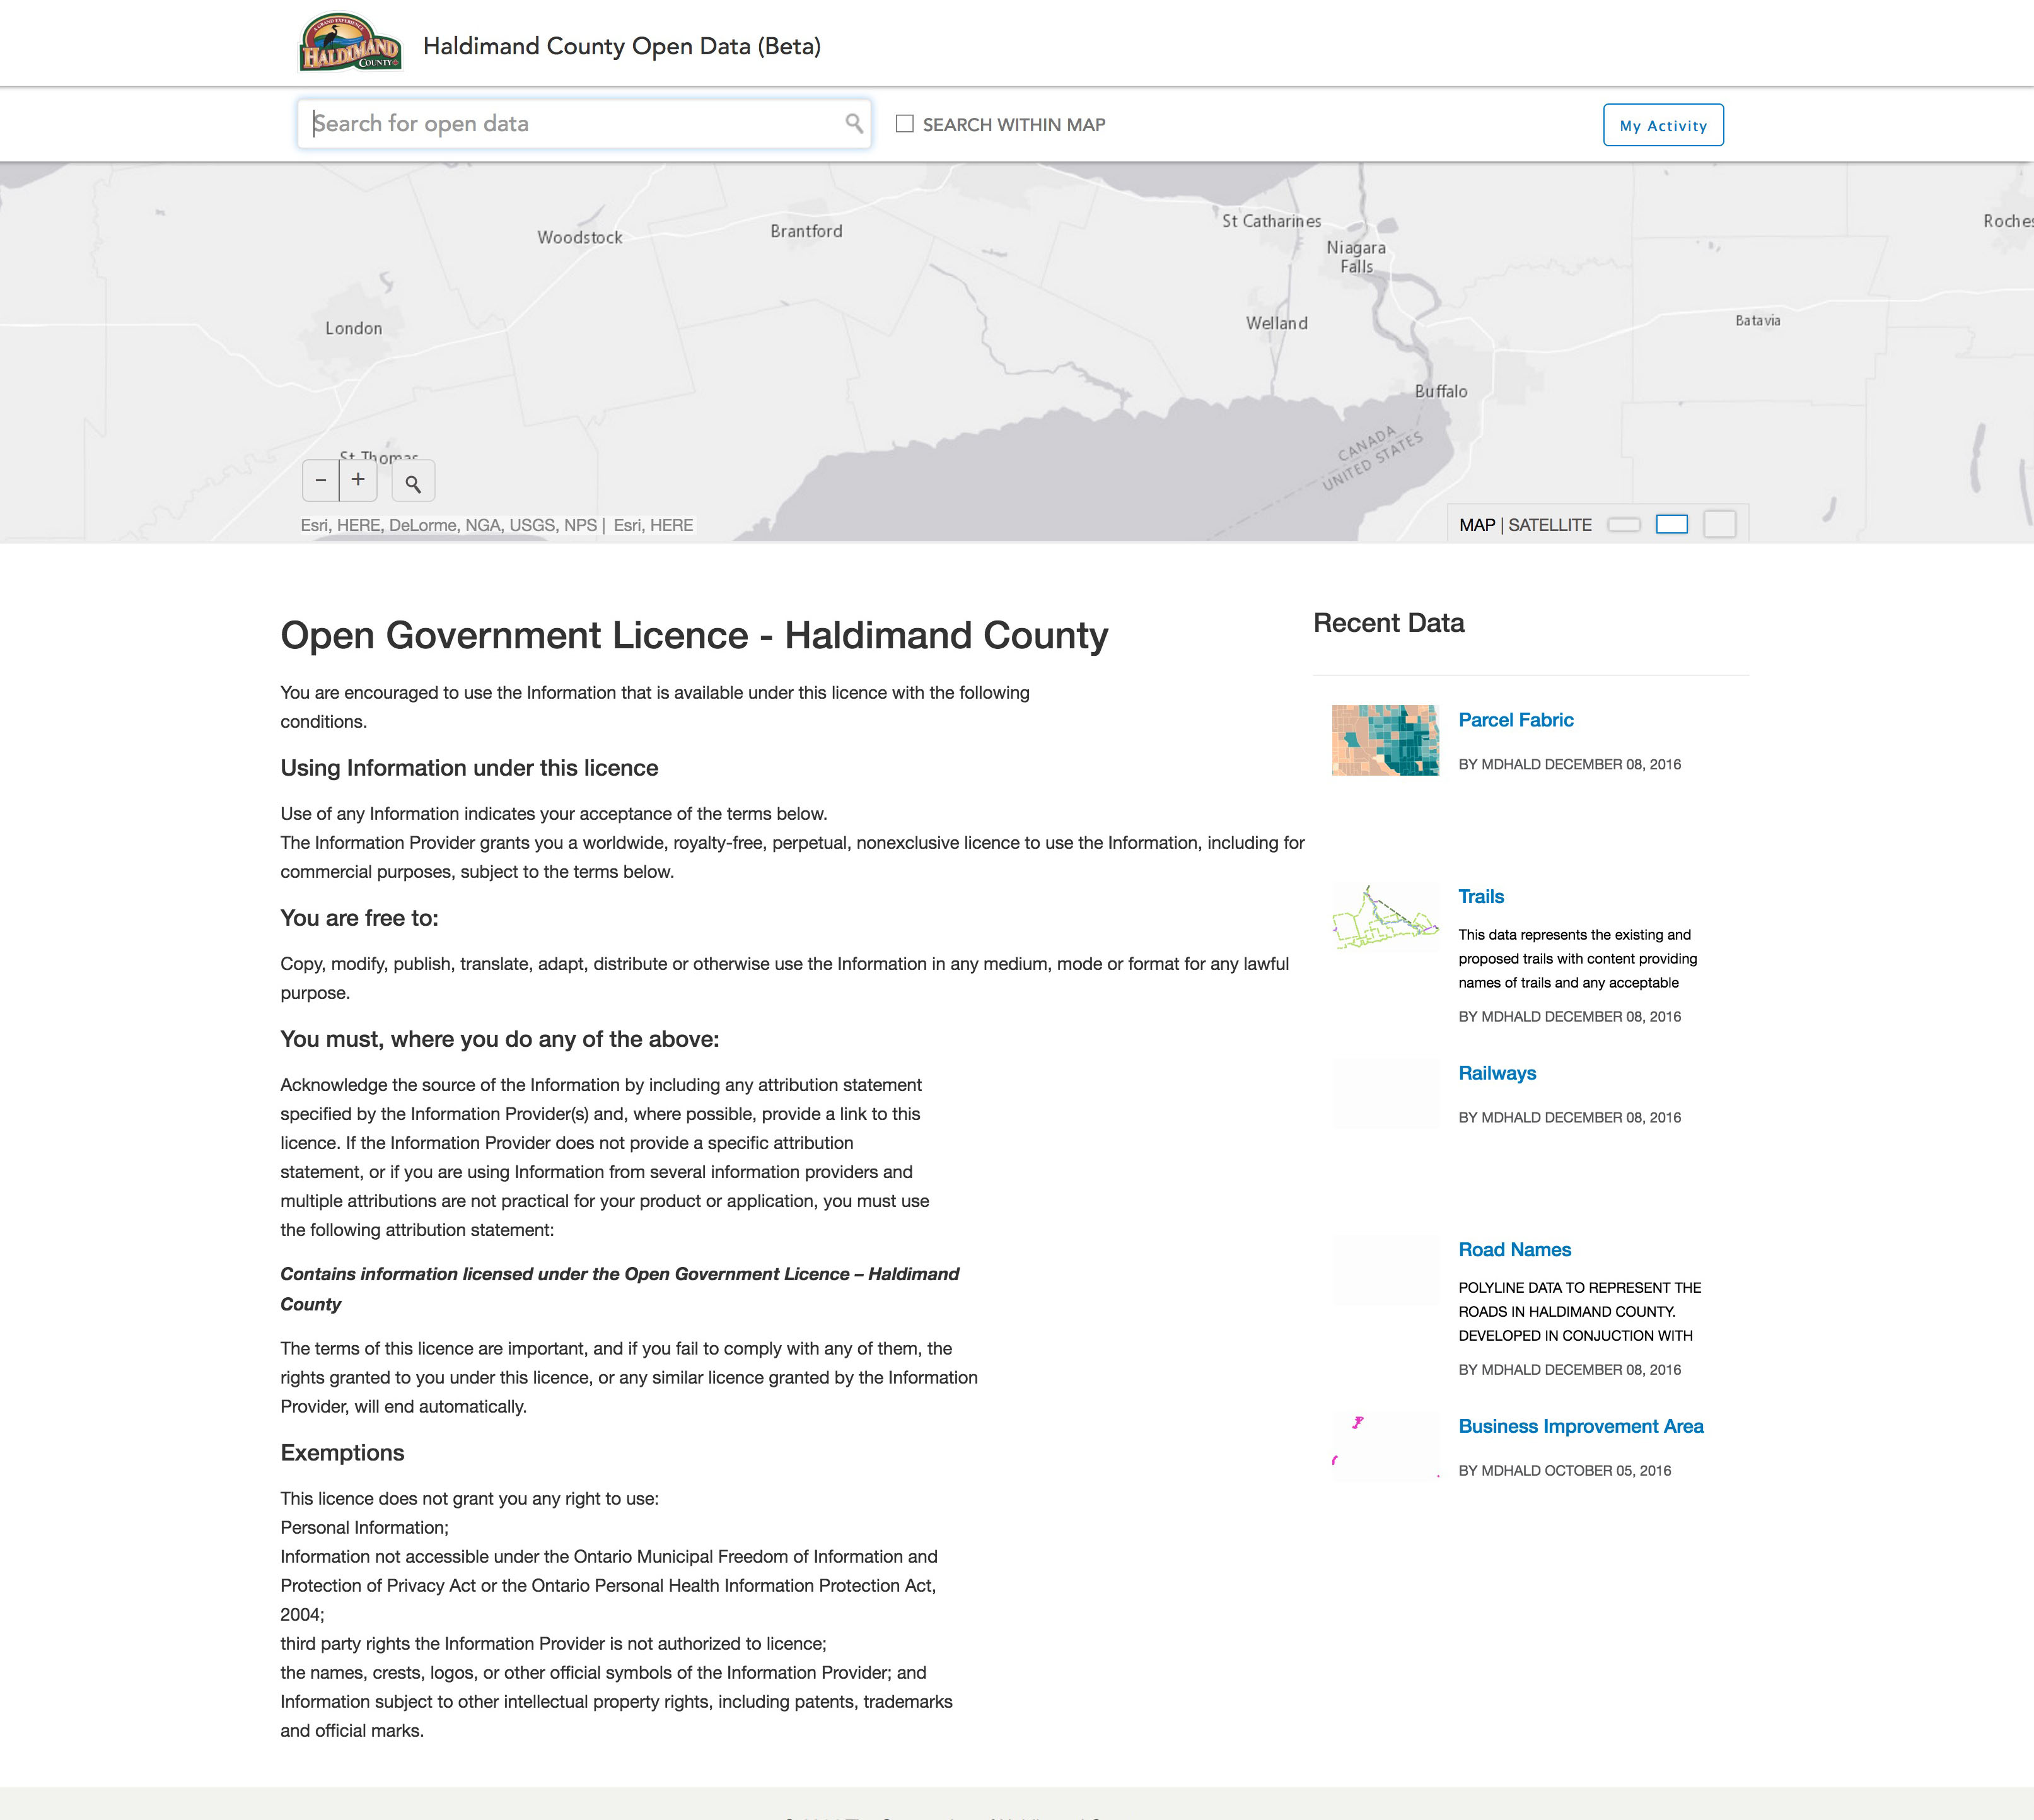 A GRAND EXPERIENCE
HALDIMAND
COUNTY
Haldimand County Open Data (Beta)
Search for open data
SEARCH WITHIN MAP
My Activity
Woodstock
Brantford
St Catharines
Niagara
Falls
London
Welland
Batavia
Buffalo
CANADA
UNITED STATES
St Thomas
− +
Esri, HERE, DeLorme, NGA, USGS, NPS | Esri, HERE
MAP | SATELLITE
Open Government Licence - Haldimand County
You are encouraged to use the Information that is available under this licence with the following
conditions.
Using Information under this licence
Use of any Information indicates your acceptance of the terms below.
The Information Provider grants you a worldwide, royalty-free, perpetual, nonexclusive licence to use the Information, including for
commercial purposes, subject to the terms below.
You are free to:
Copy, modify, publish, translate, adapt, distribute or otherwise use the Information in any medium, mode or format for any lawful
purpose.
You must, where you do any of the above:
Acknowledge the source of the Information by including any attribution statement
specified by the Information Provider(s) and, where possible, provide a link to this
licence. If the Information Provider does not provide a specific attribution
statement, or if you are using Information from several information providers and
multiple attributions are not practical for your product or application, you must use
the following attribution statement:
Contains information licensed under the Open Government Licence – Haldimand
County
The terms of this licence are important, and if you fail to comply with any of them, the
rights granted to you under this licence, or any similar licence granted by the Information
Provider, will end automatically.
Exemptions
This licence does not grant you any right to use:
Personal Information;
Information not accessible under the Ontario Municipal Freedom of Information and
Protection of Privacy Act or the Ontario Personal Health Information Protection Act,
2004;
third party rights the Information Provider is not authorized to licence;
the names, crests, logos, or other official symbols of the Information Provider; and
Information subject to other intellectual property rights, including patents, trademarks
and official marks.
Recent Data
Parcel Fabric
BY MDHALD DECEMBER 08, 2016
Trails
This data represents the existing and
proposed trails with content providing
names of trails and any acceptable
BY MDHALD DECEMBER 08, 2016
Railways
BY MDHALD DECEMBER 08, 2016
Road Names
POLYLINE DATA TO REPRESENT THE
ROADS IN HALDIMAND COUNTY.
DEVELOPED IN CONJUCTION WITH
BY MDHALD DECEMBER 08, 2016
Business Improvement Area
BY MDHALD OCTOBER 05, 2016